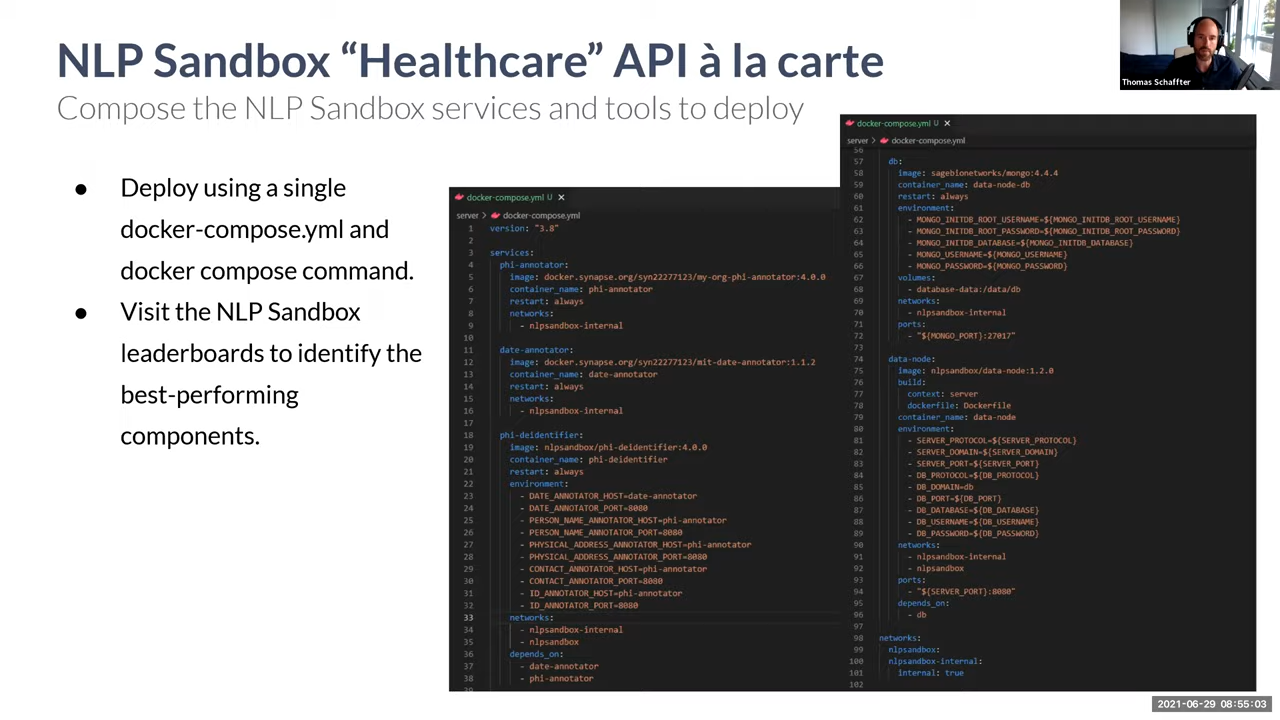 NLP Sandbox “Healthcare” API à la carte
Compose the NLP Sandbox services and tools to deploy
Thomas Schaffter
● Deploy using a single
docker-compose.yml and
docker compose command.
● Visit the NLP Sandbox
leaderboards to identify the
best-performing
components.
docker-compose.yml U ✕
server > docker-compose.yml
1 version: "3.8"
2
3 services:
4 phi-annotator:
5 image: docker.synapse.org/syn22277123/my-org-phi-annotator:4.0.0
6 container_name: phi-annotator
7 restart: always
8 networks:
9 - nlpsandbox-internal
10
11 date-annotator:
12 image: docker.synapse.org/syn22277123/mit-date-annotator:1.1.2
13 container_name: date-annotator
14 restart: always
15 networks:
16 - nlpsandbox-internal
17
18 phi-deidentifier:
19 image: nlpsandbox/phi-deidentifier:4.0.0
20 container_name: phi-deidentifier
21 restart: always
22 environment:
23 - DATE_ANNOTATOR_HOST=date-annotator
24 - DATE_ANNOTATOR_PORT=8080
25 - PERSON_NAME_ANNOTATOR_HOST=phi-annotator
26 - PERSON_NAME_ANNOTATOR_PORT=8080
27 - PHYSICAL_ADDRESS_ANNOTATOR_HOST=phi-annotator
28 - PHYSICAL_ADDRESS_ANNOTATOR_PORT=8080
29 - CONTACT_ANNOTATOR_HOST=phi-annotator
30 - CONTACT_ANNOTATOR_PORT=8080
31 - ID_ANNOTATOR_HOST=phi-annotator
32 - ID_ANNOTATOR_PORT=8080
33 networks:
34 - nlpsandbox-internal
35 - nlpsandbox
36 depends_on:
37 - date-annotator
38 - phi-annotator
39
docker-compose.yml U ✕
server > docker-compose.yml
56
57 db:
58 image: sagebionetworks/mongo:4.4.4
59 container_name: data-node-db
60 restart: always
61 environment:
62 - MONGO_INITDB_ROOT_USERNAME=${MONGO_INITDB_ROOT_USERNAME}
63 - MONGO_INITDB_ROOT_PASSWORD=${MONGO_INITDB_ROOT_PASSWORD}
64 - MONGO_INITDB_DATABASE=${MONGO_INITDB_DATABASE}
65 - MONGO_USERNAME=${MONGO_USERNAME}
66 - MONGO_PASSWORD=${MONGO_PASSWORD}
67 volumes:
68 - database-data:/data/db
69 networks:
70 - nlpsandbox-internal
71 ports:
72 - "${MONGO_PORT}:27017"
73
74 data-node:
75 image: nlpsandbox/data-node:1.2.0
76 build:
77 context: server
78 dockerfile: Dockerfile
79 container_name: data-node
80 environment:
81 - SERVER_PROTOCOL=${SERVER_PROTOCOL}
82 - SERVER_DOMAIN=${SERVER_DOMAIN}
83 - SERVER_PORT=${SERVER_PORT}
84 - DB_PROTOCOL=${DB_PROTOCOL}
85 - DB_DOMAIN=db
86 - DB_PORT=${DB_PORT}
87 - DB_DATABASE=${DB_DATABASE}
88 - DB_USERNAME=${DB_USERNAME}
89 - DB_PASSWORD=${DB_PASSWORD}
90 networks:
91 - nlpsandbox-internal
92 - nlpsandbox
93 ports:
94 - "${SERVER_PORT}:8080"
95 depends_on:
96 - db
97
98 networks:
99 nlpsandbox:
100 nlpsandbox-internal:
101 internal: true
102
2021-06-29 08:55:03